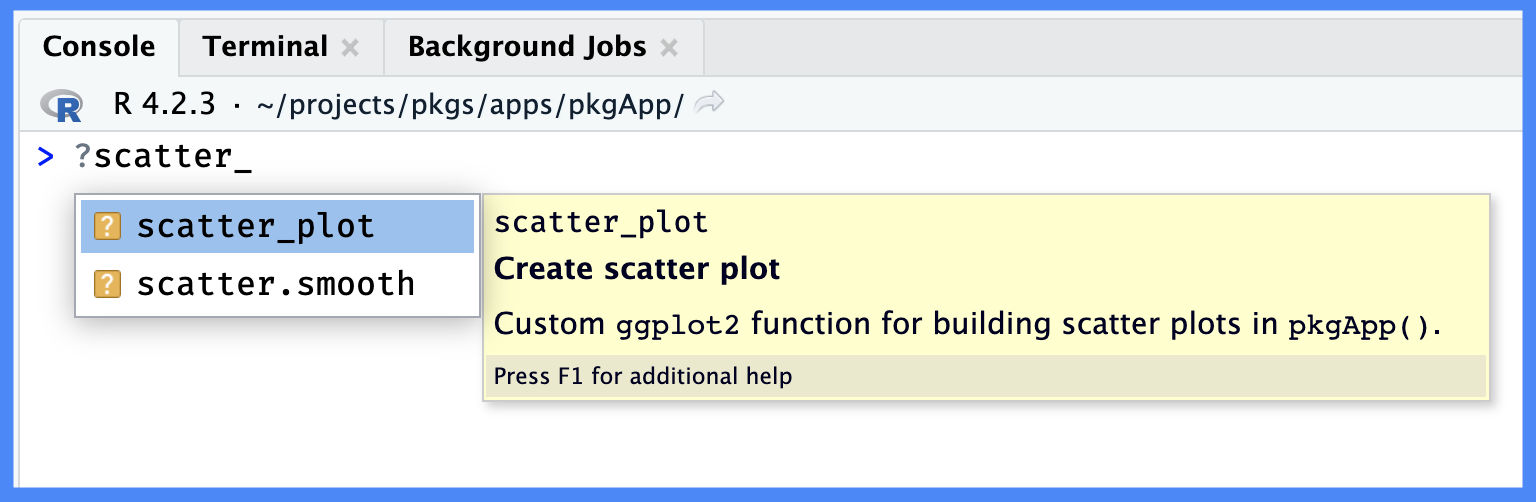 Console Terminal × Background Jobs ×
R R 4.2.3 · ~/projects/pkgs/apps/pkgApp/
> ?scatter_
? scatter_plot
? scatter.smooth
scatter_plot
Create scatter plot
Custom ggplot2 function for building scatter plots in pkgApp().
Press F1 for additional help